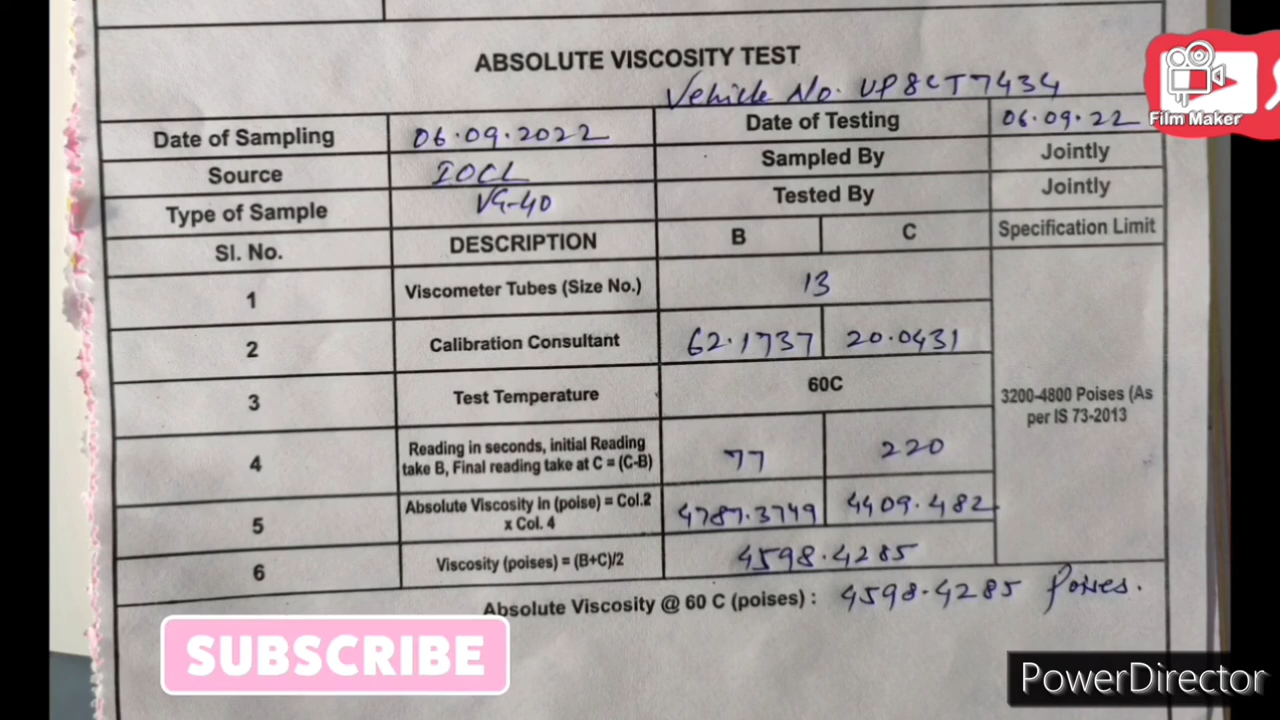 ABSOLUTE VISCOSITY TEST
Vehicle No. UP8CT7434
Date of Sampling 06.09.2022 Date of Testing 06.09.22
Source IOCL Sampled By Jointly
Type of Sample VG-40 Tested By Jointly
Sl. No. DESCRIPTION B C Specification Limit
1 Viscometer Tubes (Size No.) 13
2 Calibration Consultant 62.1737 20.0431
3 Test Temperature 60C
3200-4800 Poises (As
per IS 73-2013
4 Reading in seconds, initial Reading
take B, Final reading take at C = (C-B) 77 220
5 Absolute Viscosity in (poise) = Col.2
x Col. 4 4787.3749 4409.482
6 Viscosity (poises) = (B+C)/2 4598.4285
Absolute Viscosity @ 60 C (poises) : 4598.4285 Poises.
Film Maker
SUBSCRIBE
PowerDirector